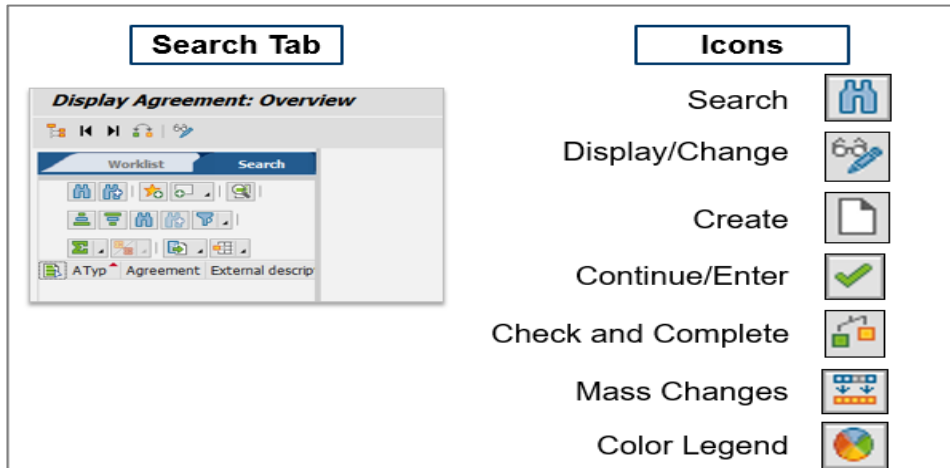 Search Tab
Display Agreement: Overview
Worklist
Search
ATyp Agreement External descrip
Icons
Search
Display/Change
Create
Continue/Enter
Check and Complete
Mass Changes
Color Legend